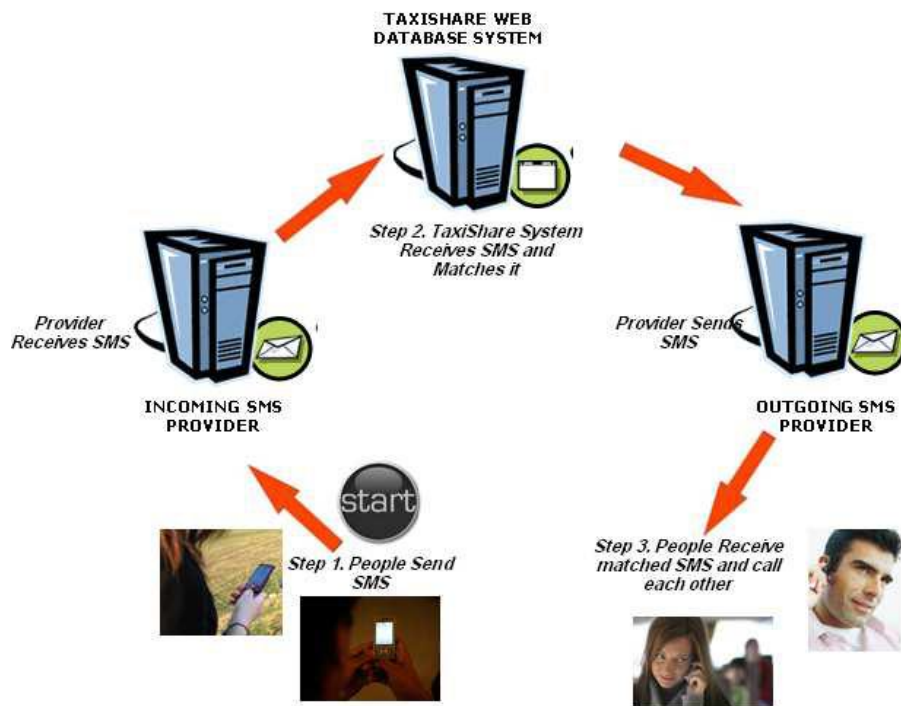 TAXISHARE WEB
DATABASE SYSTEM
Step 2. TaxiShare System
Receives SMS and
Matches it
Provider
Receives SMS
INCOMING SMS
PROVIDER
Provider Sends
SMS
OUTGOING SMS
PROVIDER
start
Step 1. People Send
SMS
Step 3. People Receive
matched SMS and call
each other